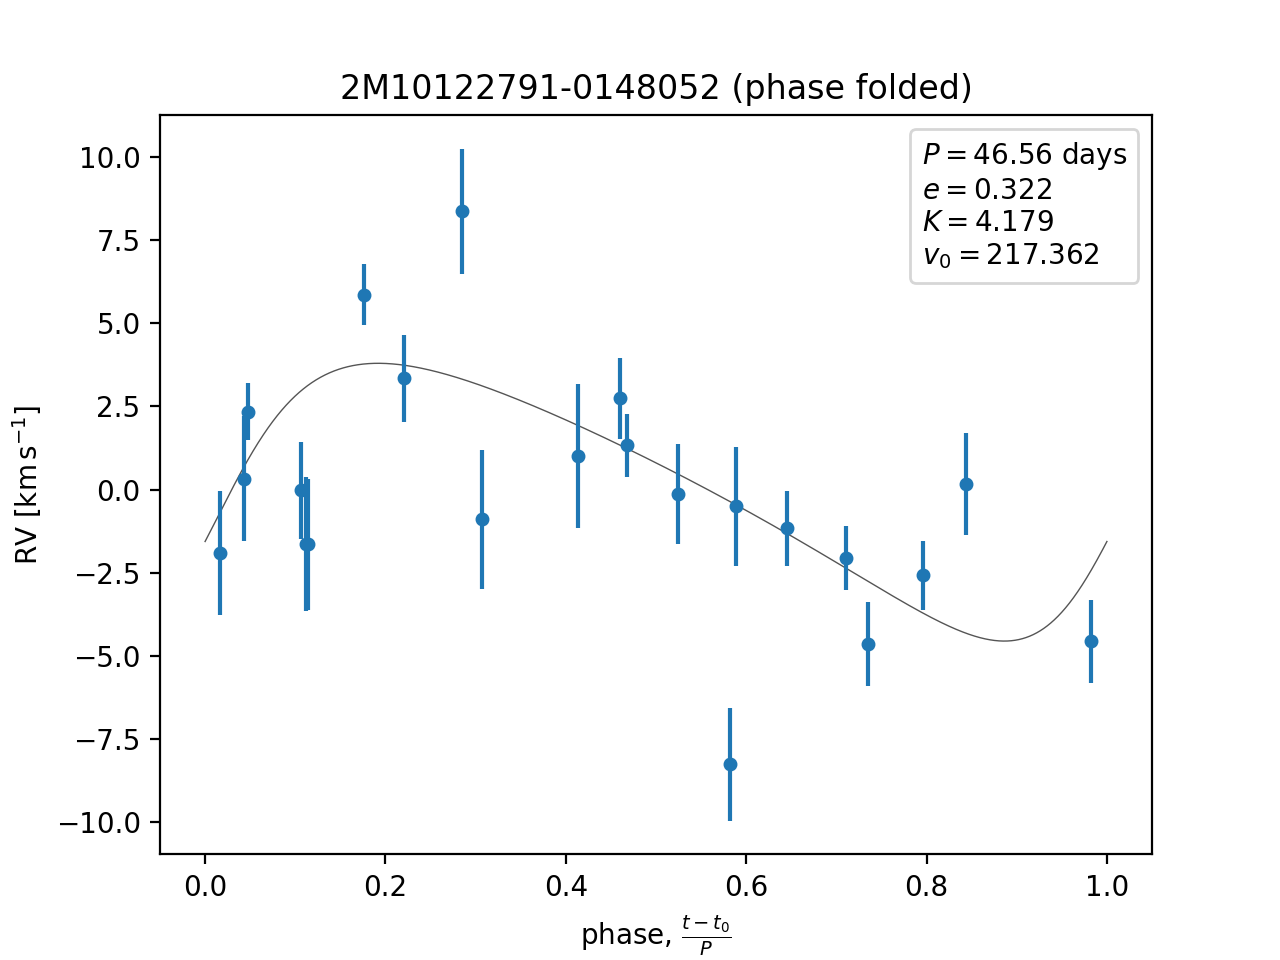 2M10122791-0148052 (phase folded)
P = 46.56 days
e = 0.322
K = 4.179
v₀ = 217.362
10.0
7.5
5.0
2.5
0.0
−2.5
−5.0
−7.5
−10.0
RV [km s⁻¹]
0.0 0.2 0.4 0.6 0.8 1.0
phase, (t − t₀)/P